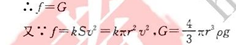 ∴ f=G
又∵ f=kSv²=kπr²v², G=4/3 πr³ρg